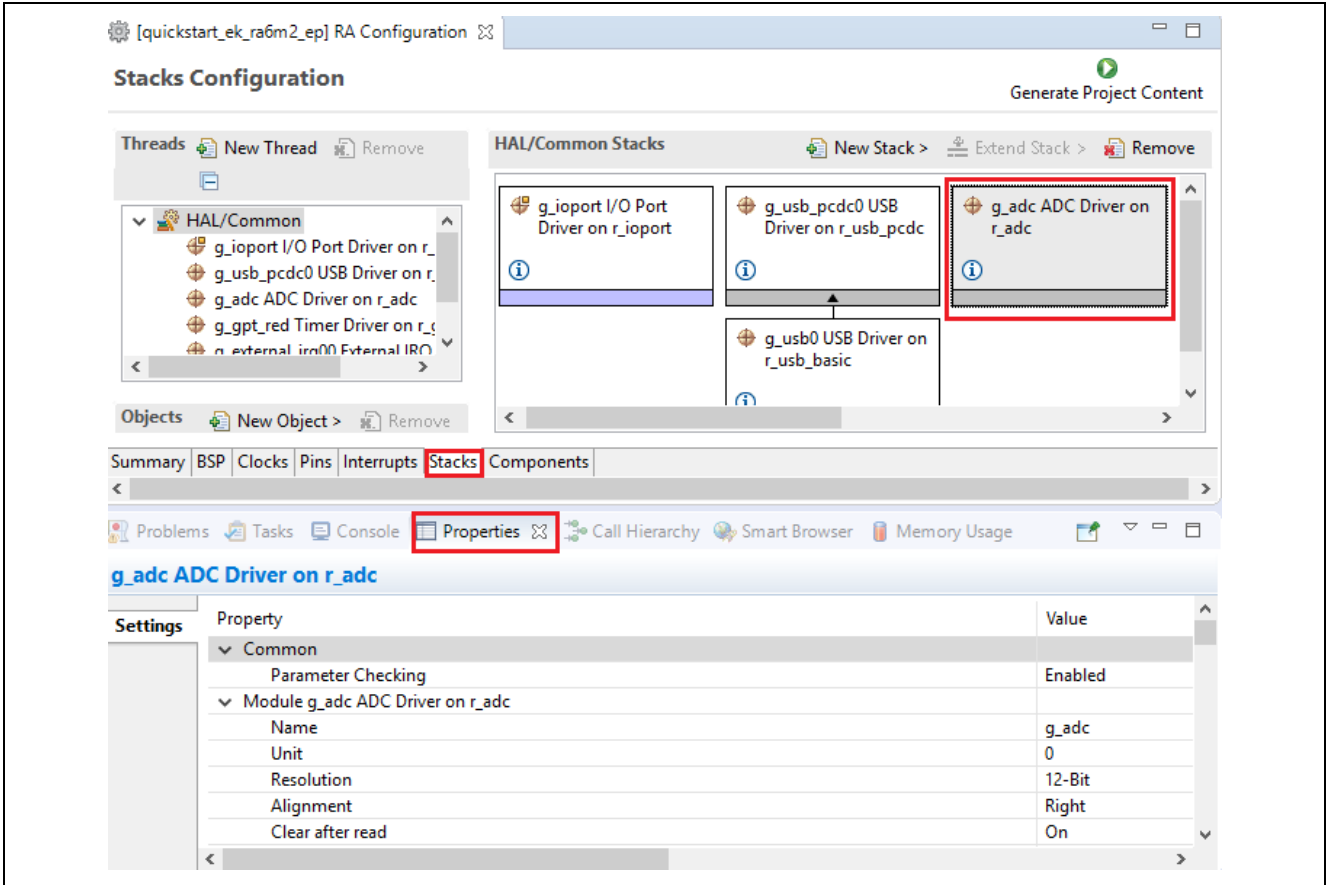 [quickstart_ek_ra6m2_ep] RA Configuration
Stacks Configuration
Generate Project Content
Threads New Thread Remove
HAL/Common Stacks New Stack > Extend Stack > Remove
HAL/Common
g_ioport I/O Port Driver on r_
g_usb_pcdc0 USB Driver on r_
g_adc ADC Driver on r_adc
g_gpt_red Timer Driver on r_g
g_external_irq00 External IRQ
g_ioport I/O Port
Driver on r_ioport
g_usb_pcdc0 USB
Driver on r_usb_pcdc
g_adc ADC Driver on
r_adc
g_usb0 USB Driver on
r_usb_basic
Objects New Object > Remove
Summary BSP Clocks Pins Interrupts Stacks Components
Problems Tasks Console Properties Call Hierarchy Smart Browser Memory Usage
g_adc ADC Driver on r_adc
Settings
Property Value
Common
Parameter Checking Enabled
Module g_adc ADC Driver on r_adc
Name g_adc
Unit 0
Resolution 12-Bit
Alignment Right
Clear after read On